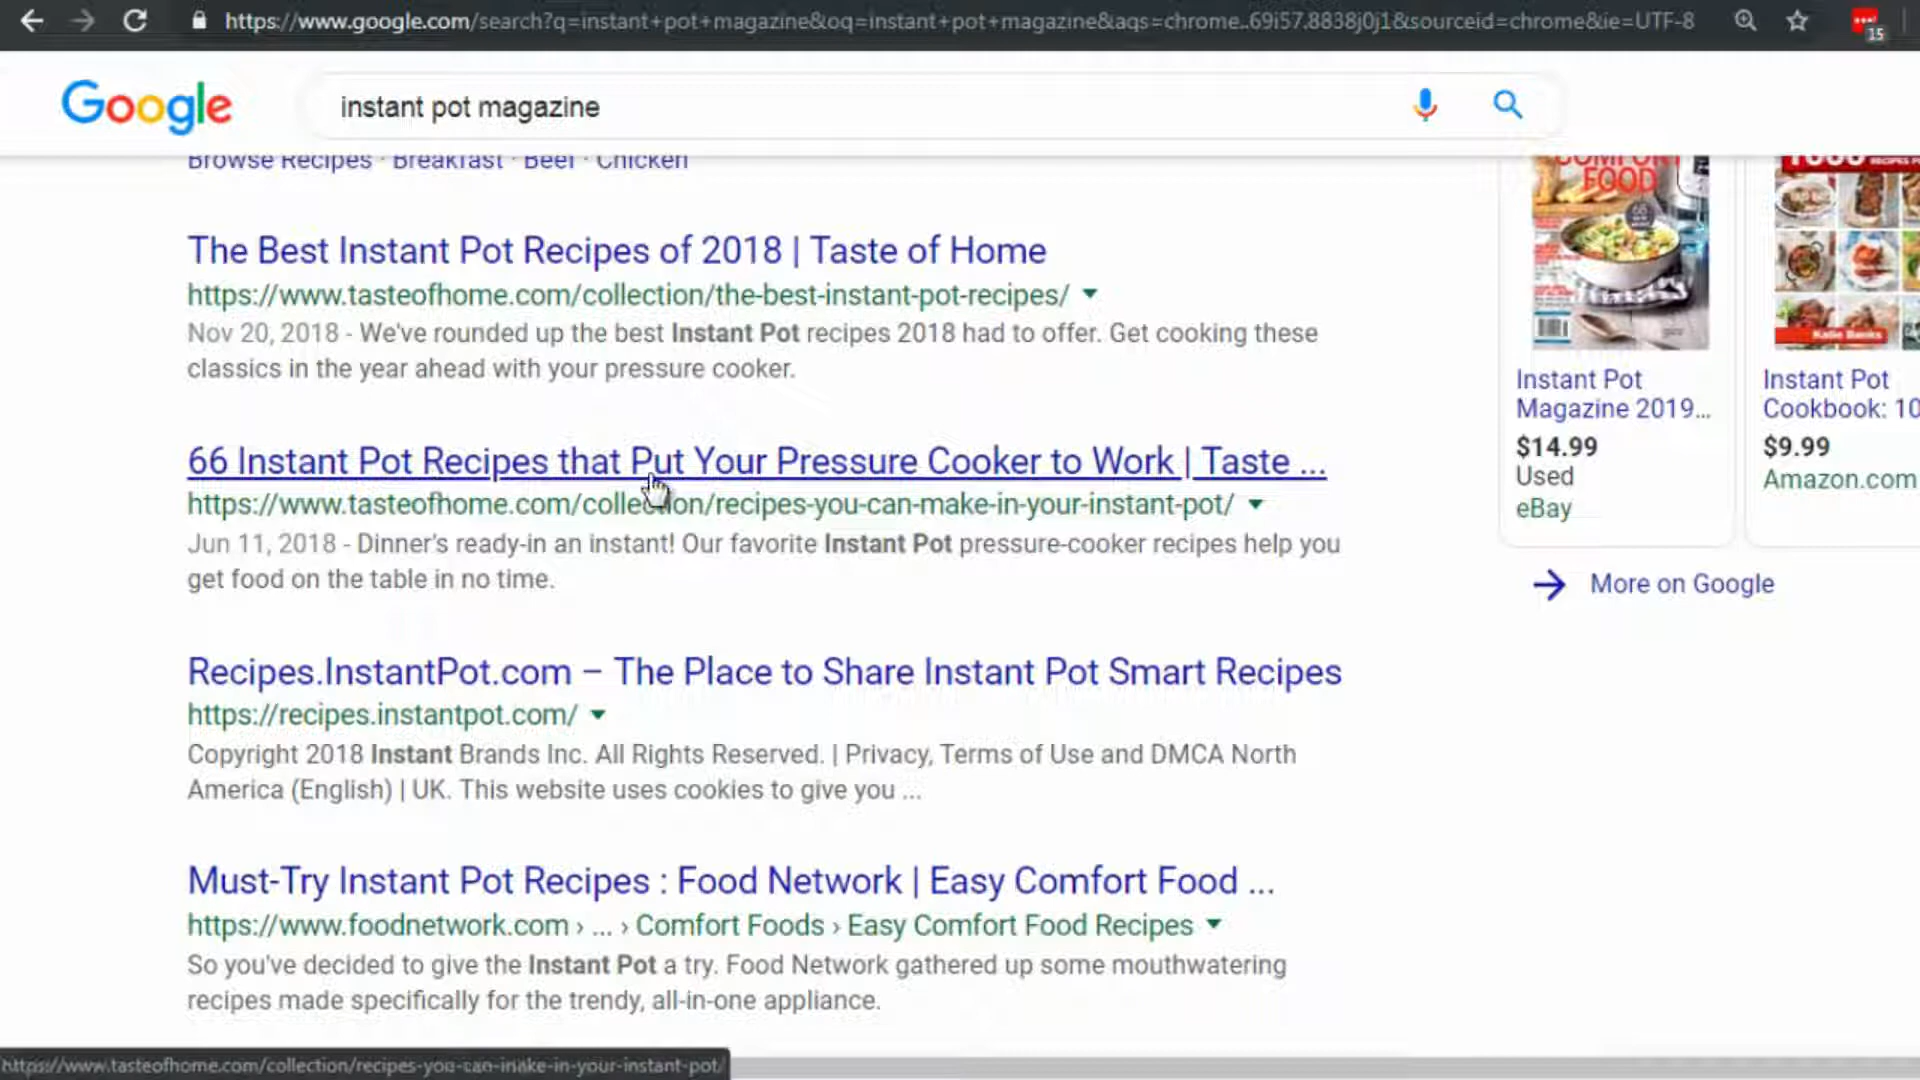 https://www.google.com/search?q=instant+pot+magazine&oq=instant+pot+magazine&aqs=chrome..69i57.8838j0j1&sourceid=chrome&ie=UTF-8
15
Google
instant pot magazine
Browse Recipes · Breakfast · Beef · Chicken
The Best Instant Pot Recipes of 2018 | Taste of Home
https://www.tasteofhome.com/collection/the-best-instant-pot-recipes/
Nov 20, 2018 - We've rounded up the best Instant Pot recipes 2018 had to offer. Get cooking these
classics in the year ahead with your pressure cooker.
66 Instant Pot Recipes that Put Your Pressure Cooker to Work | Taste ...
https://www.tasteofhome.com/collection/recipes-you-can-make-in-your-instant-pot/
Jun 11, 2018 - Dinner's ready-in an instant! Our favorite Instant Pot pressure-cooker recipes help you
get food on the table in no time.
Recipes.InstantPot.com – The Place to Share Instant Pot Smart Recipes
https://recipes.instantpot.com/
Copyright 2018 Instant Brands Inc. All Rights Reserved. | Privacy, Terms of Use and DMCA North
America (English) | UK. This website uses cookies to give you ...
Must-Try Instant Pot Recipes : Food Network | Easy Comfort Food ...
https://www.foodnetwork.com › ... › Comfort Foods › Easy Comfort Food Recipes
So you've decided to give the Instant Pot a try. Food Network gathered up some mouthwatering
recipes made specifically for the trendy, all-in-one appliance.
COMFORT
FOOD
Instant Pot
Magazine 2019...
$14.99
Used
eBay
1000
Instant Pot
Cookbook: 10
$9.99
Amazon.com
More on Google
https://www.tasteofhome.com/collection/recipes-you-can-make-in-your-instant-pot/